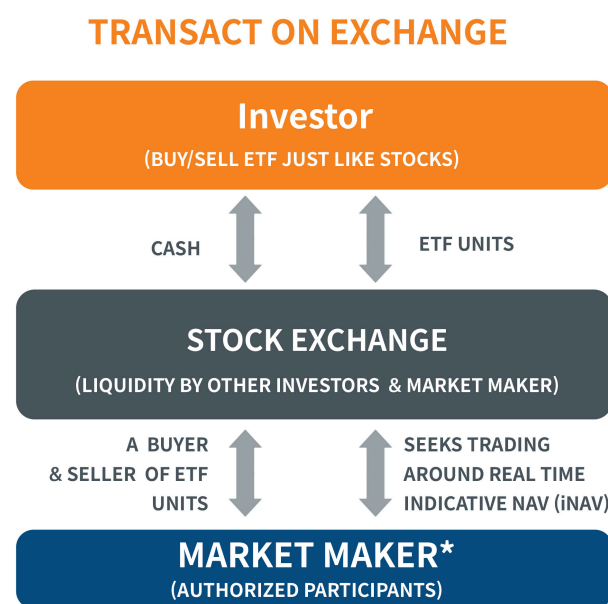 TRANSACT ON EXCHANGE
Investor
(BUY/SELL ETF JUST LIKE STOCKS)
CASH
ETF UNITS
STOCK EXCHANGE
(LIQUIDITY BY OTHER INVESTORS & MARKET MAKER)
A BUYER
& SELLER OF ETF
UNITS
SEEKS TRADING
AROUND REAL TIME
INDICATIVE NAV (iNAV)
MARKET MAKER*
(AUTHORIZED PARTICIPANTS)